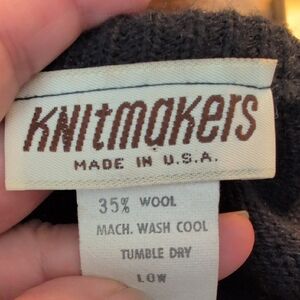 KNItmakers
MADE IN U.S.A.
35% WOOL
MACH. WASH COOL
TUMBLE DRY
LOW